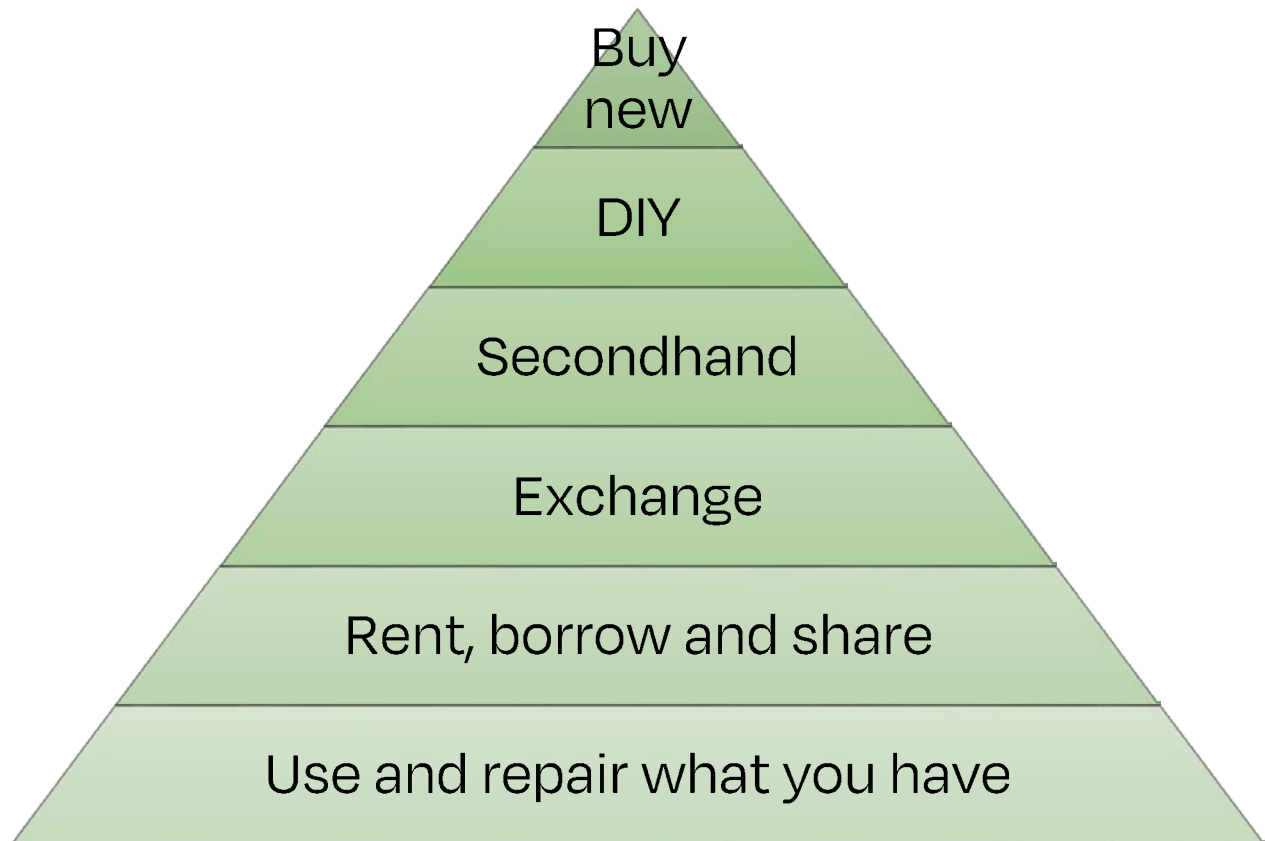 Buy
new
DIY
Secondhand
Exchange
Rent, borrow and share
Use and repair what you have